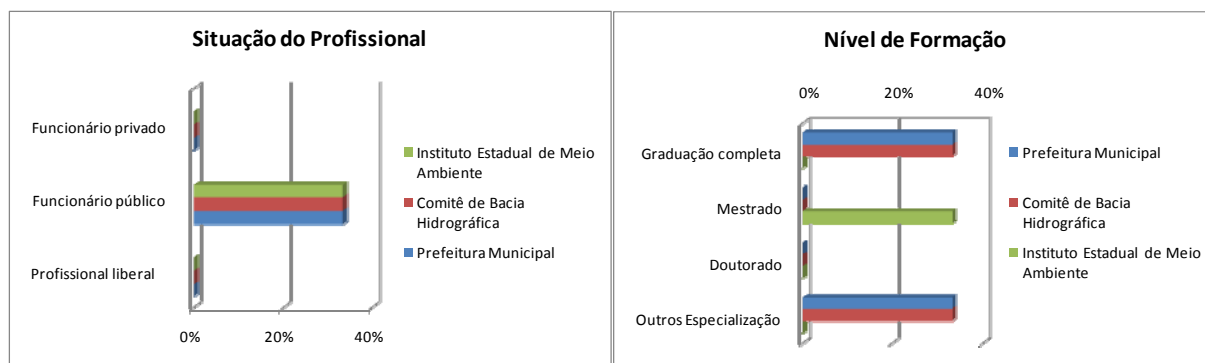 Situação do Profissional
Funcionário privado
Funcionário público
Profissional liberal
0%
20%
40%
Instituto Estadual de Meio
Ambiente
Comitê de Bacia
Hidrográfica
Prefeitura Municipal
Nível de Formação
0%
20%
40%
Graduação completa
Mestrado
Doutorado
Outros Especialização
Prefeitura Municipal
Comitê de Bacia
Hidrográfica
Instituto Estadual de Meio
Ambiente